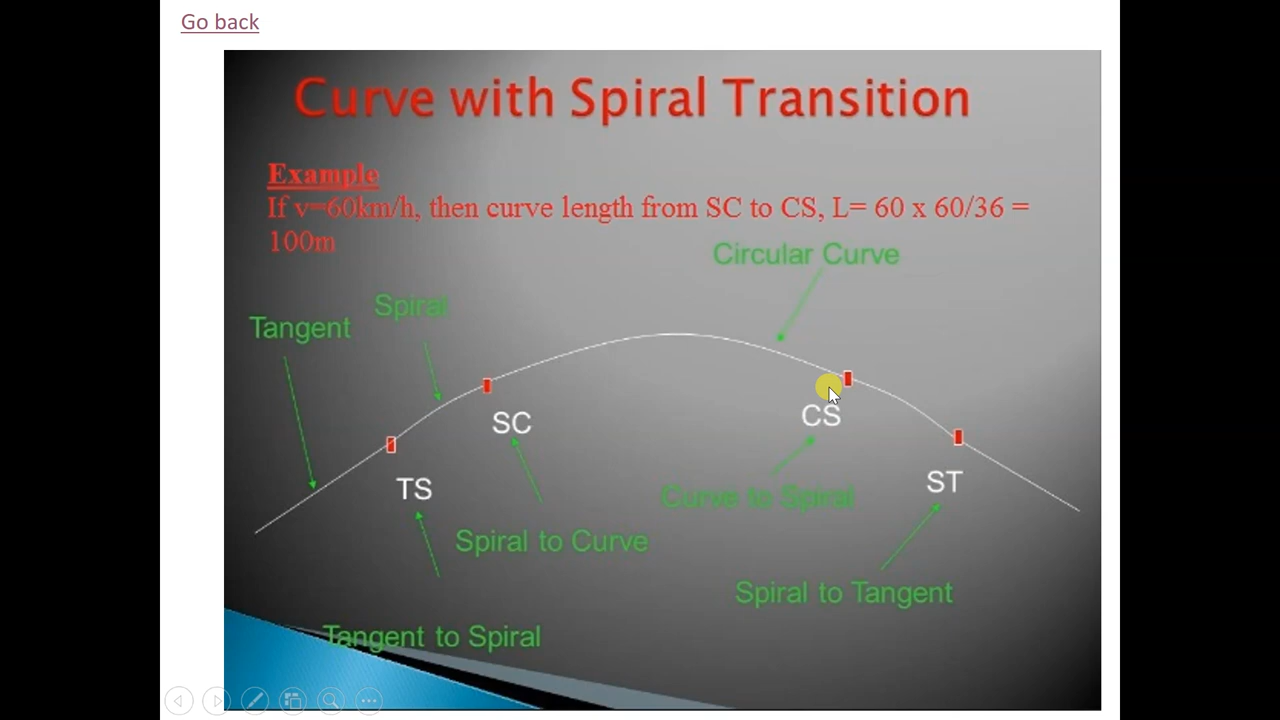 Go back
Curve with Spiral Transition
Example
If v=60km/h, then curve length from SC to CS, L= 60 x 60/36 =
100m
Circular Curve
Spiral
Tangent
SC
CS
TS
ST
Curve to Spiral
Spiral to Curve
Spiral to Tangent
Tangent to Spiral